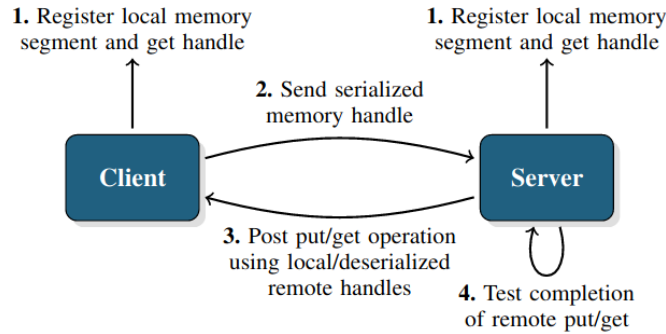 1. Register local memory
segment and get handle
1. Register local memory
segment and get handle
2. Send serialized
memory handle
Client
Server
3. Post put/get operation
using local/deserialized
remote handles
4. Test completion
of remote put/get